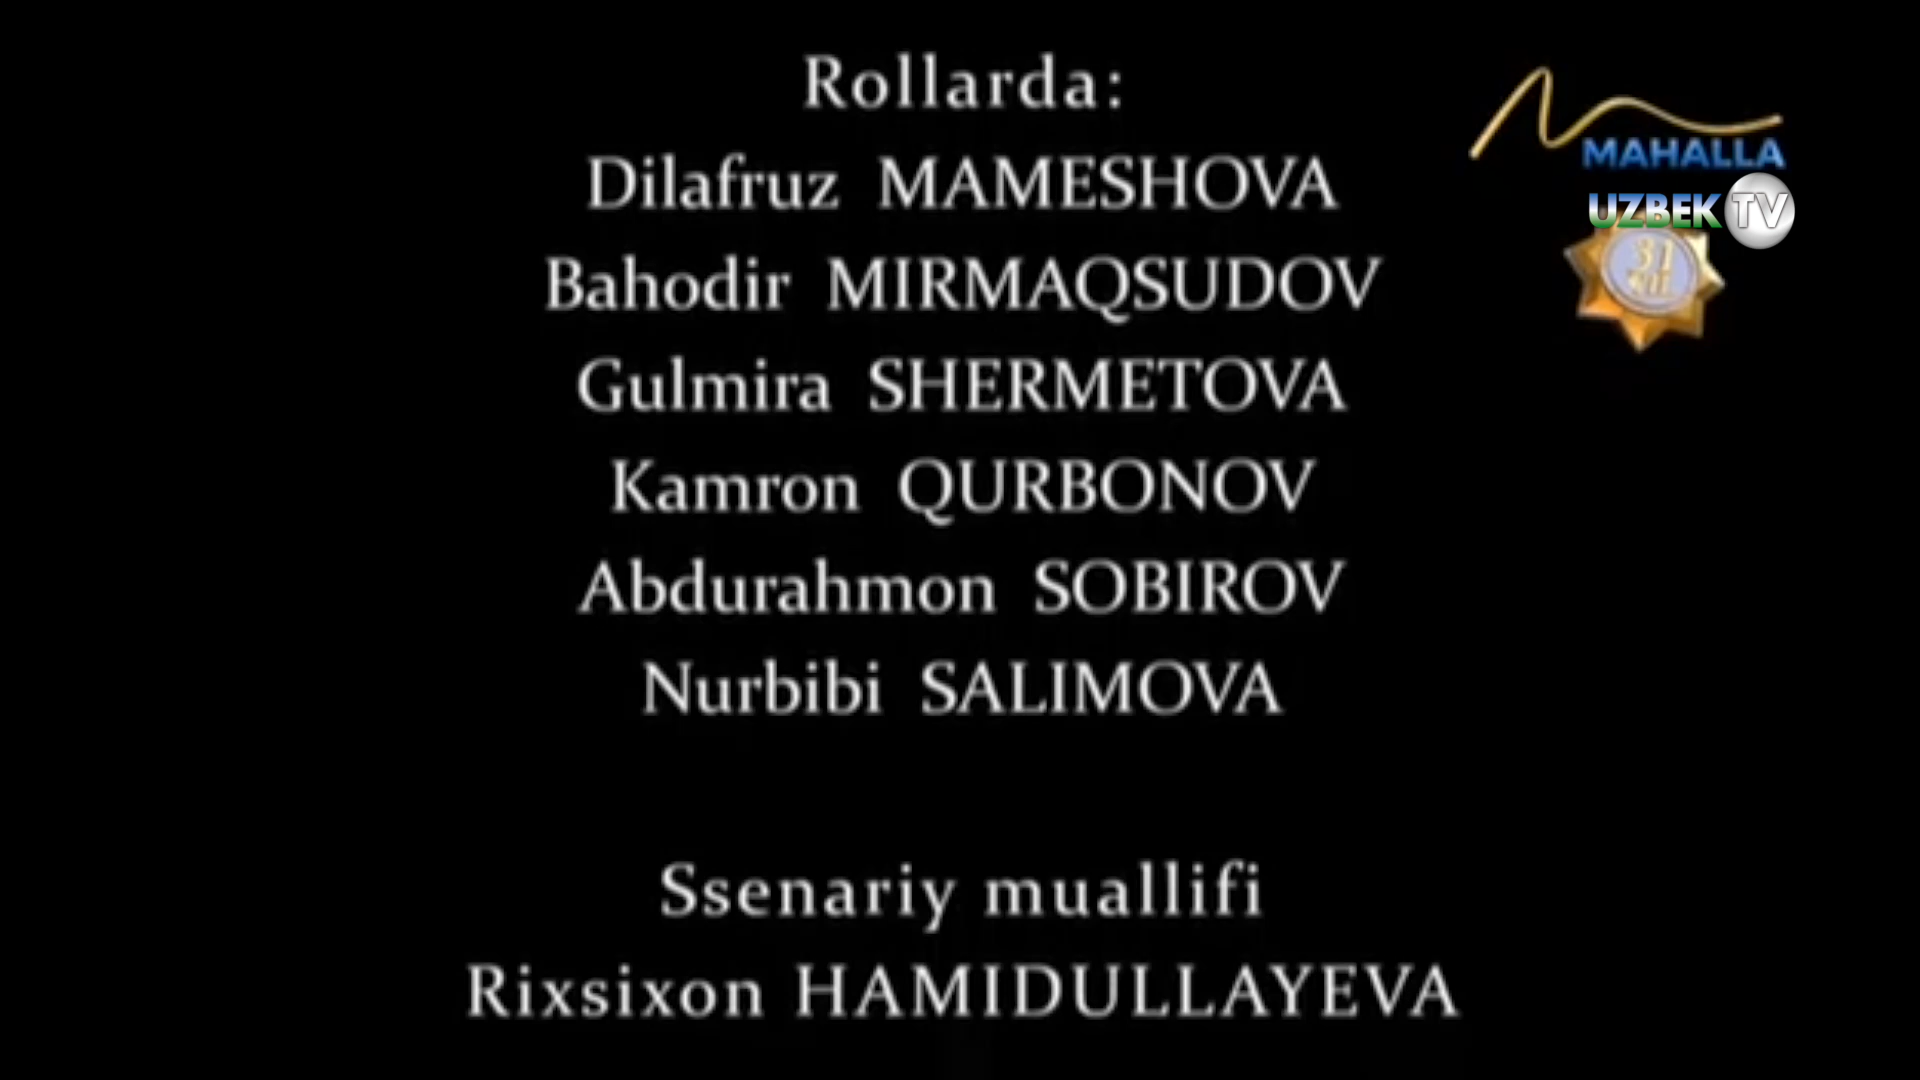 Rollarda:
Dilafruz MAMESHOVA
Bahodir MIRMAQSUDOV
Gulmira SHERMETOVA
Kamron QURBONOV
Abdurahmon SOBIROV
Nurbibi SALIMOVA
Ssenariy muallifi
Rixsixon HAMIDULLAYEVA
MAHALLA
UZBEK TV
31